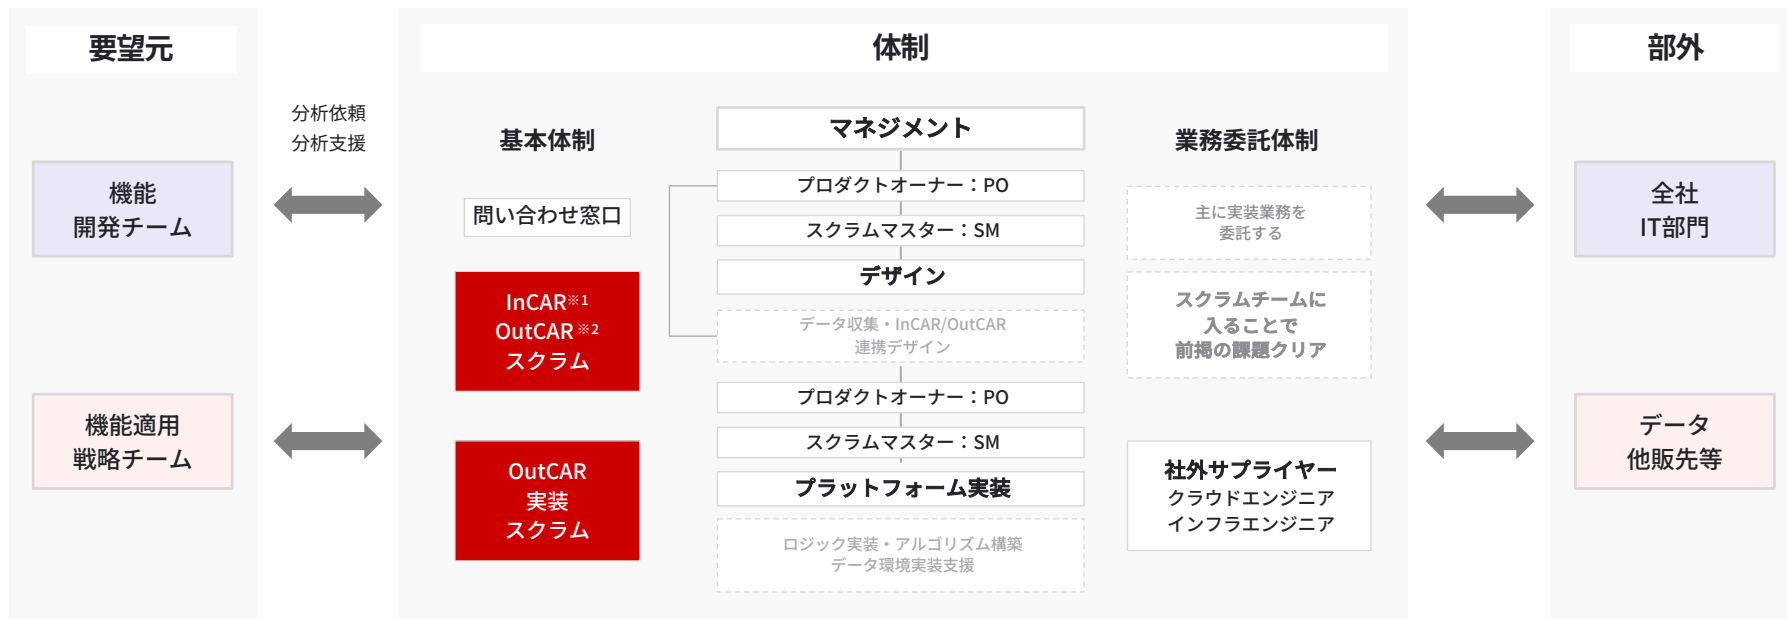 要望元
機能
開発チーム
機能適用
戦略チーム
分析依頼
分析支援
体制
基本体制
問い合わせ窓口
InCAR※1
OutCAR※2
スクラム
OutCAR
実装
スクラム
マネジメント
プロダクトオーナー：PO
スクラムマスター：SM
デザイン
データ収集・InCAR/OutCAR
連携デザイン
プロダクトオーナー：PO
スクラムマスター：SM
プラットフォーム実装
ロジック実装・アルゴリズム構築
データ環境実装支援
業務委託体制
主に実装業務を
委託する
スクラムチームに
入ることで
前掲の課題クリア
社外サプライヤー
クラウドエンジニア
インフラエンジニア
部外
全社
IT部門
データ
他販先等